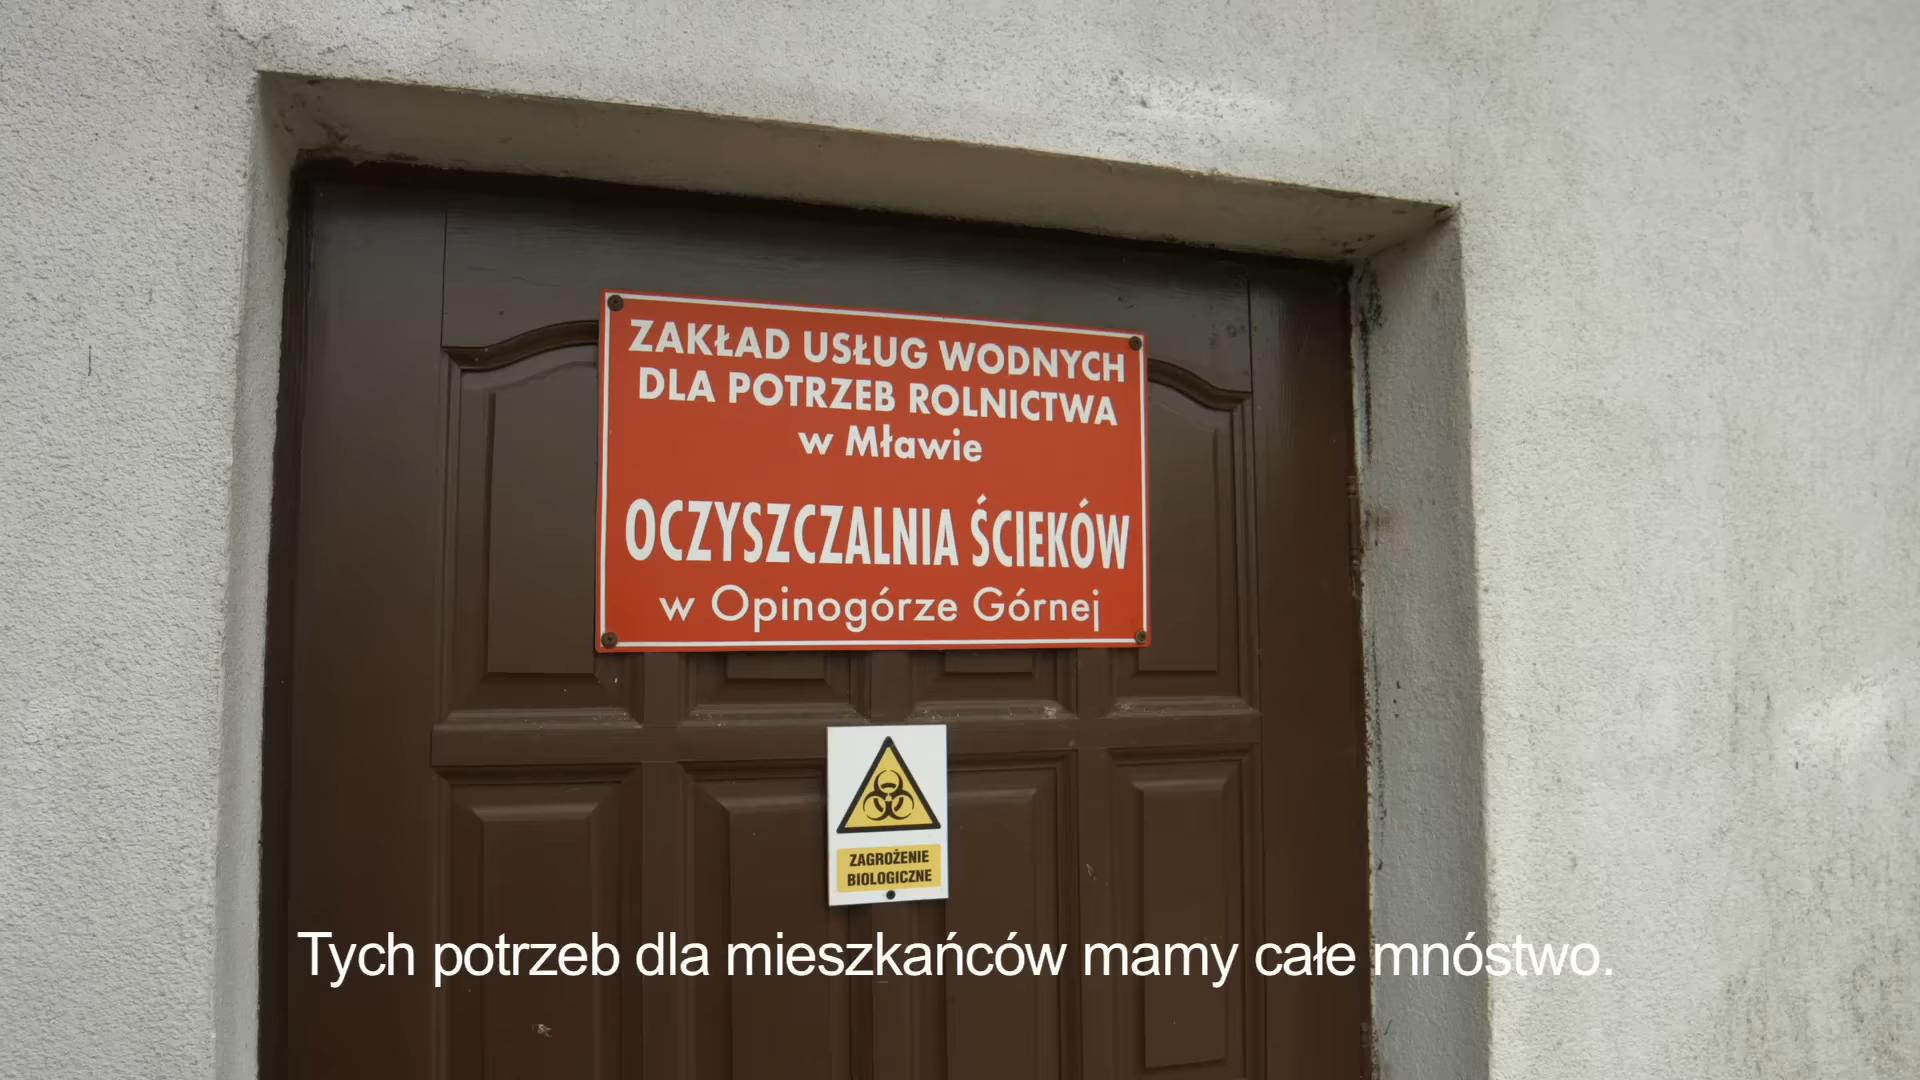 ZAKŁAD USŁUG WODNYCH
DLA POTRZEB ROLNICTWA
w Mławie
OCZYSZCZALNIA ŚCIEKÓW
w Opinogórze Górnej
ZAGROŻENIE
BIOLOGICZNE
Tych potrzeb dla mieszkańców mamy całe mnóstwo.